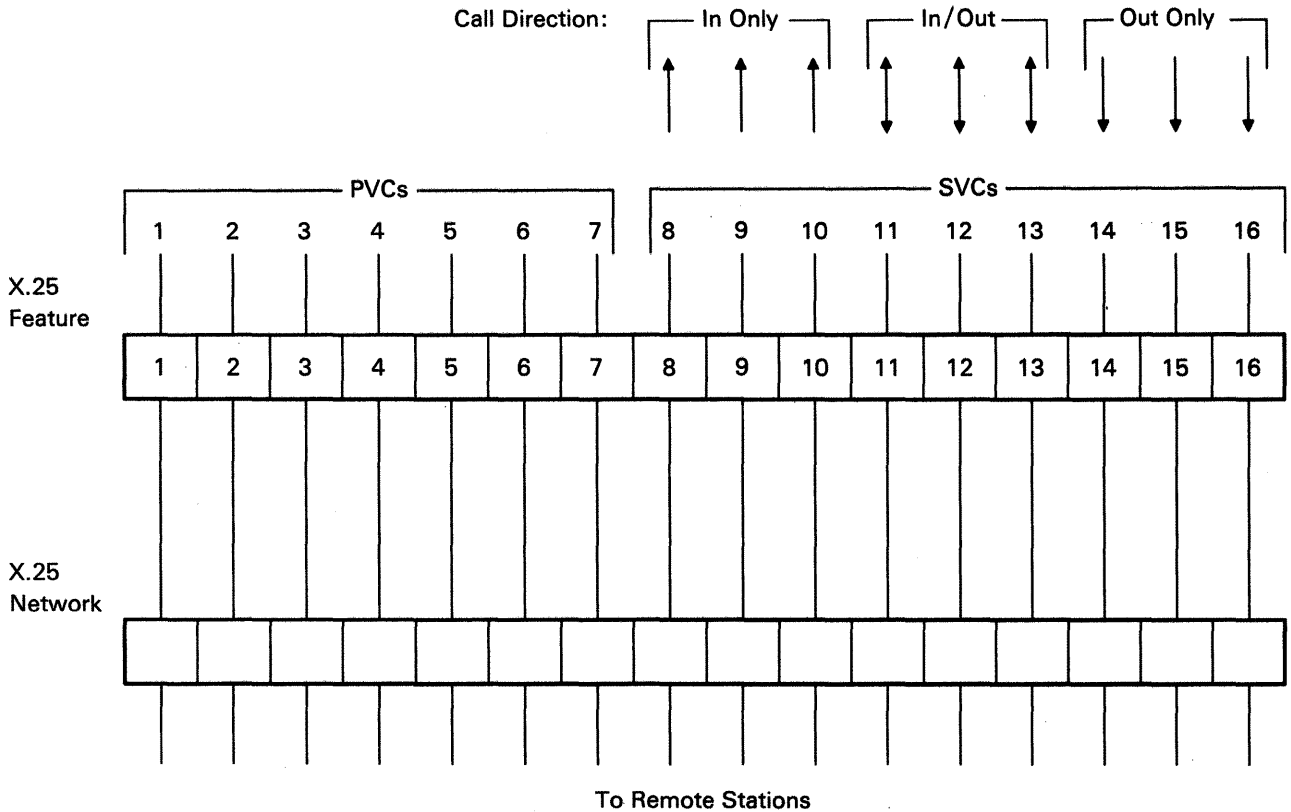 Call Direction: In Only In/Out Out Only
PVCs SVCs
1 2 3 4 5 6 7 8 9 10 11 12 13 14 15 16
X.25
Feature
1 2 3 4 5 6 7 8 9 10 11 12 13 14 15 16
X.25
Network
To Remote Stations